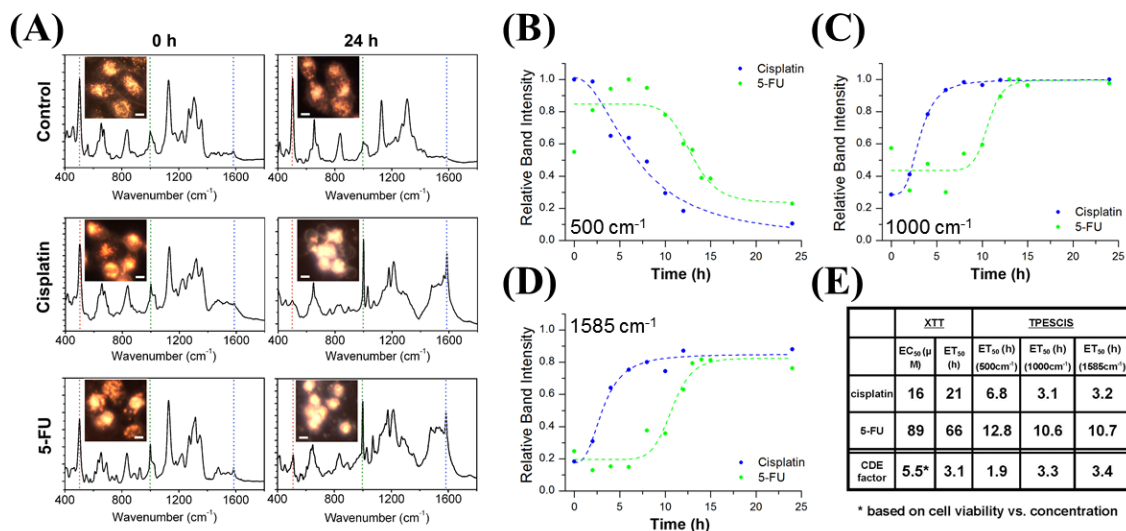 (A)
0 h
24 h
Control
400 800 1200 1600
Wavenumber (cm⁻¹)
400 800 1200 1600
Wavenumber (cm⁻¹)
Cisplatin
400 800 1200 1600
Wavenumber (cm⁻¹)
400 800 1200 1600
Wavenumber (cm⁻¹)
5-FU
400 800 1200 1600
Wavenumber (cm⁻¹)
400 800 1200 1600
Wavenumber (cm⁻¹)
(B)
Relative Band Intensity
1.0
0.8
0.6
0.4
0.2
0.0
Cisplatin
5-FU
500 cm⁻¹
0 5 10 15 20 25
Time (h)
(C)
Relative Band Intensity
1.0
0.8
0.6
0.4
0.2
0.0
Cisplatin
5-FU
1000 cm⁻¹
0 5 10 15 20 25
Time (h)
(D)
Relative Band Intensity
1.0
0.8
0.6
0.4
0.2
0.0
1585 cm⁻¹
Cisplatin
5-FU
0 5 10 15 20 25
Time (h)
(E)
XTT TPESCIS
EC₅₀ (µ M) ET₅₀ (h) ET₅₀ (h) (500cm⁻¹) ET₅₀ (h) (1000cm⁻¹) ET₅₀ (h) (1585cm⁻¹)
cisplatin 16 21 6.8 3.1 3.2
5-FU 89 66 12.8 10.6 10.7
CDE factor 5.5* 3.1 1.9 3.3 3.4
* based on cell viability vs. concentration